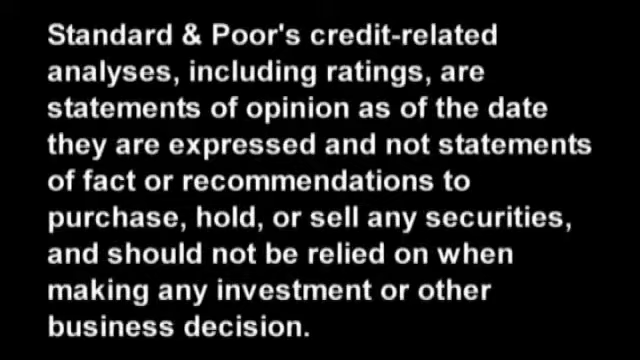 Standard & Poor's credit-related
analyses, including ratings, are
statements of opinion as of the date
they are expressed and not statements
of fact or recommendations to
purchase, hold, or sell any securities,
and should not be relied on when
making any investment or other
business decision.